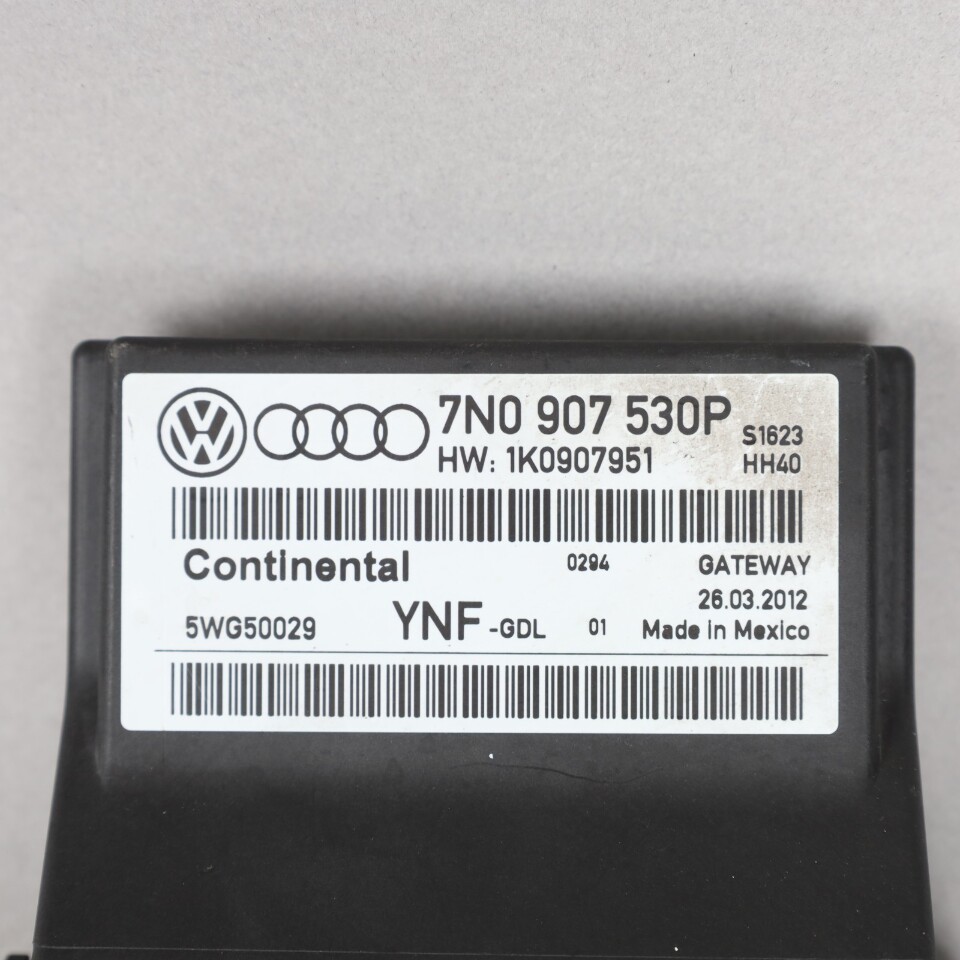 7N0 907 530P S1623
HW: 1K0907951 HH40
Continental 0294 GATEWAY
26.03.2012
5WG50029 YNF -GDL 01 Made in Mexico